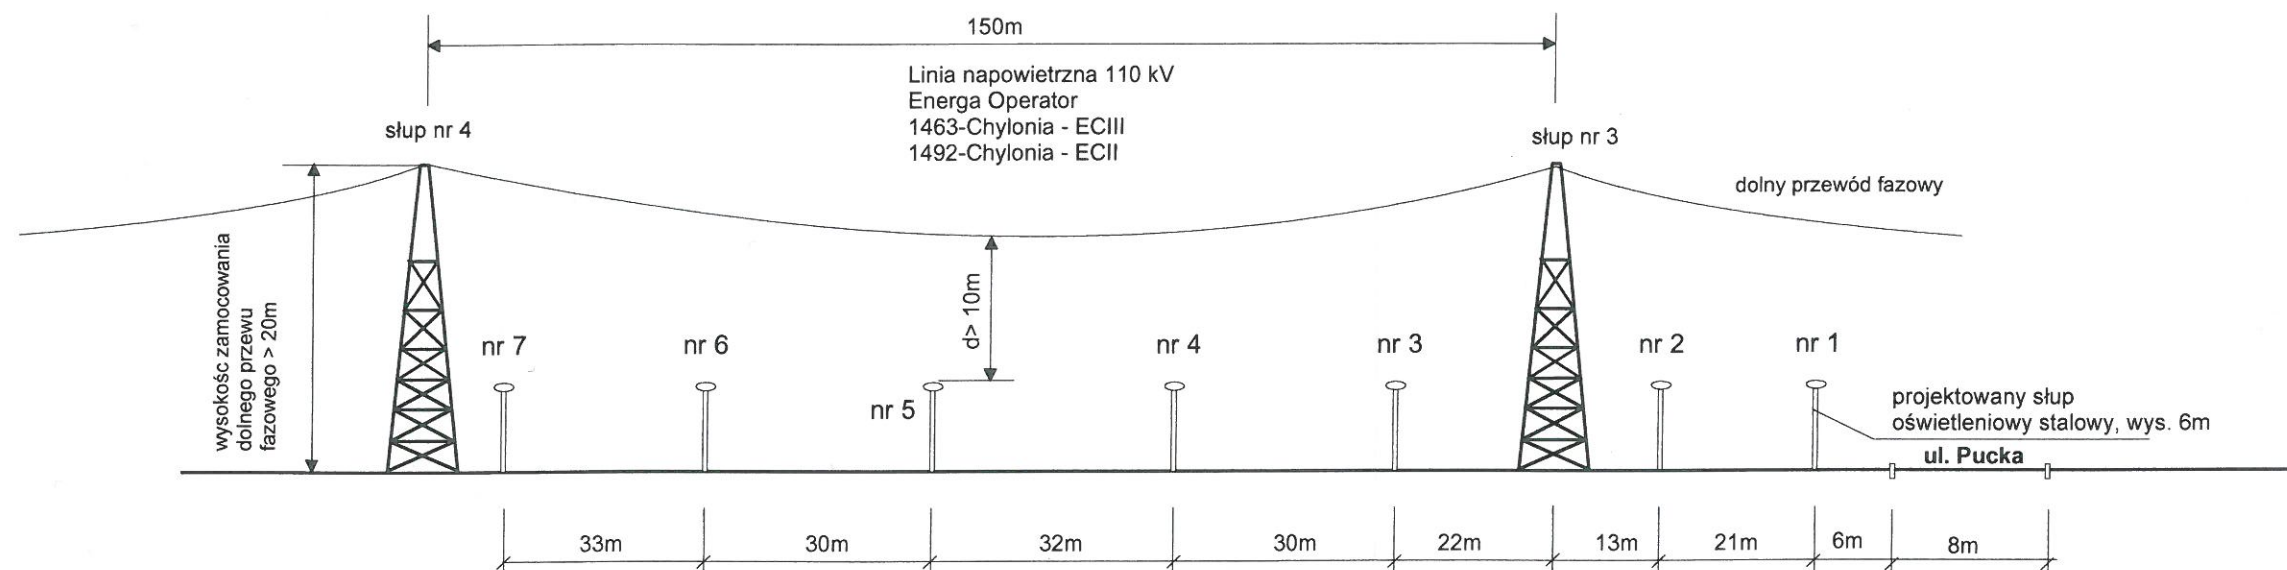 150m
Linia napowietrzna 110 kV
Energa Operator
1463-Chylonia - ECIII
1492-Chylonia - ECII
słup nr 4
słup nr 3
dolny przewód fazowy
wysokośc zamocowania
dolnego przewu
fazowego > 20m
d> 10m
nr 7
nr 6
nr 5
nr 4
nr 3
nr 2
nr 1
projektowany słup
oświetleniowy stalowy, wys. 6m
ul. Pucka
33m
30m
32m
30m
22m
13m
21m
6m
8m